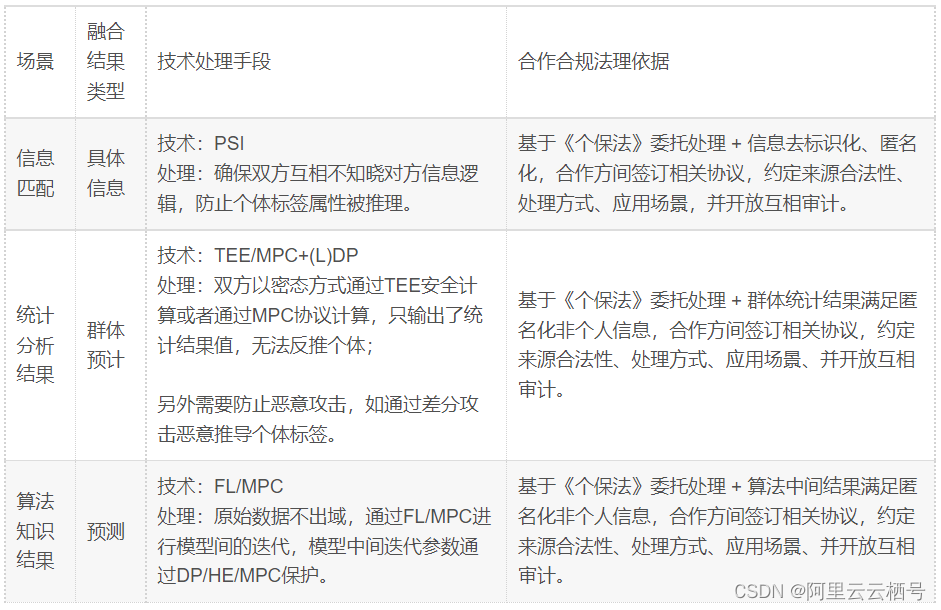 场景
融合
结果
类型
技术处理手段
合作合规法理依据
信息
匹配
具体
信息
技术：PSI
处理：确保双方互相不知晓对方信息逻
辑，防止个体标签属性被推理。
基于《个保法》委托处理 + 信息去标识化、匿名
化，合作方间签订相关协议，约定来源合法性、
处理方式、应用场景，并开放互相审计。
统计
分析
结果
群体
预计
技术：TEE/MPC+(L)DP
处理：双方以密态方式通过TEE安全计
算或者通过MPC协议计算，只输出了统
计结果值，无法反推个体；
另外需要防止恶意攻击，如通过差分攻
击恶意推导个体标签。
基于《个保法》委托处理 + 群体统计结果满足匿
名化非个人信息，合作方间签订相关协议，约定
来源合法性、处理方式、应用场景、并开放互相
审计。
算法
知识
结果
预测
技术：FL/MPC
处理：原始数据不出域，通过FL/MPC进
行模型间的迭代，模型中间迭代参数通
过DP/HE/MPC保护。
基于《个保法》委托处理 + 算法中间结果满足匿
名化非个人信息，合作方间签订相关协议，约定
来源合法性、处理方式、应用场景、并开放互相
审计。
CSDN @阿里云云栖号